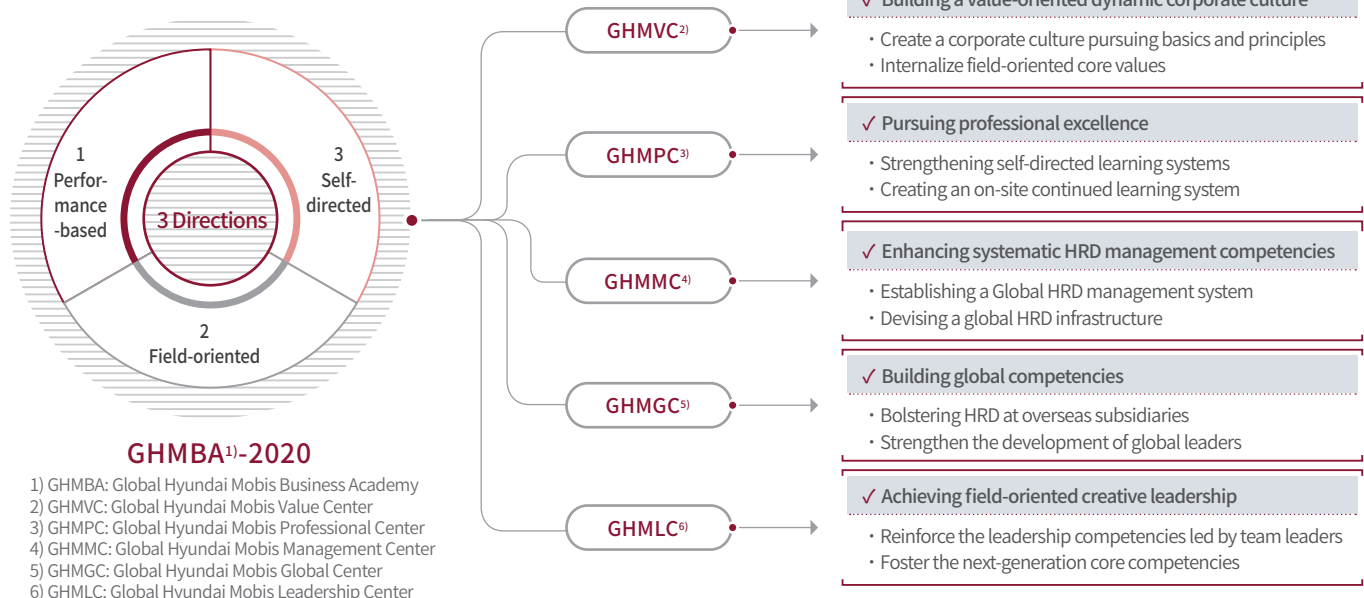 1
Perfor-
mance
-based
3
Self-
directed
3 Directions
2
Field-oriented
GHMBA1)-2020
1) GHMBA: Global Hyundai Mobis Business Academy
2) GHMVC: Global Hyundai Mobis Value Center
3) GHMPC: Global Hyundai Mobis Professional Center
4) GHMMC: Global Hyundai Mobis Management Center
5) GHMGC: Global Hyundai Mobis Global Center
6) GHMLC: Global Hyundai Mobis Leadership Center
GHMVC2)
✓ Building a value-oriented dynamic corporate culture
· Create a corporate culture pursuing basics and principles
· Internalize field-oriented core values
GHMPC3)
✓ Pursuing professional excellence
· Strengthening self-directed learning systems
· Creating an on-site continued learning system
GHMMC4)
✓ Enhancing systematic HRD management competencies
· Establishing a Global HRD management system
· Devising a global HRD infrastructure
GHMGC5)
✓ Building global competencies
· Bolstering HRD at overseas subsidiaries
· Strengthen the development of global leaders
GHMLC6)
✓ Achieving field-oriented creative leadership
· Reinforce the leadership competencies led by team leaders
· Foster the next-generation core competencies